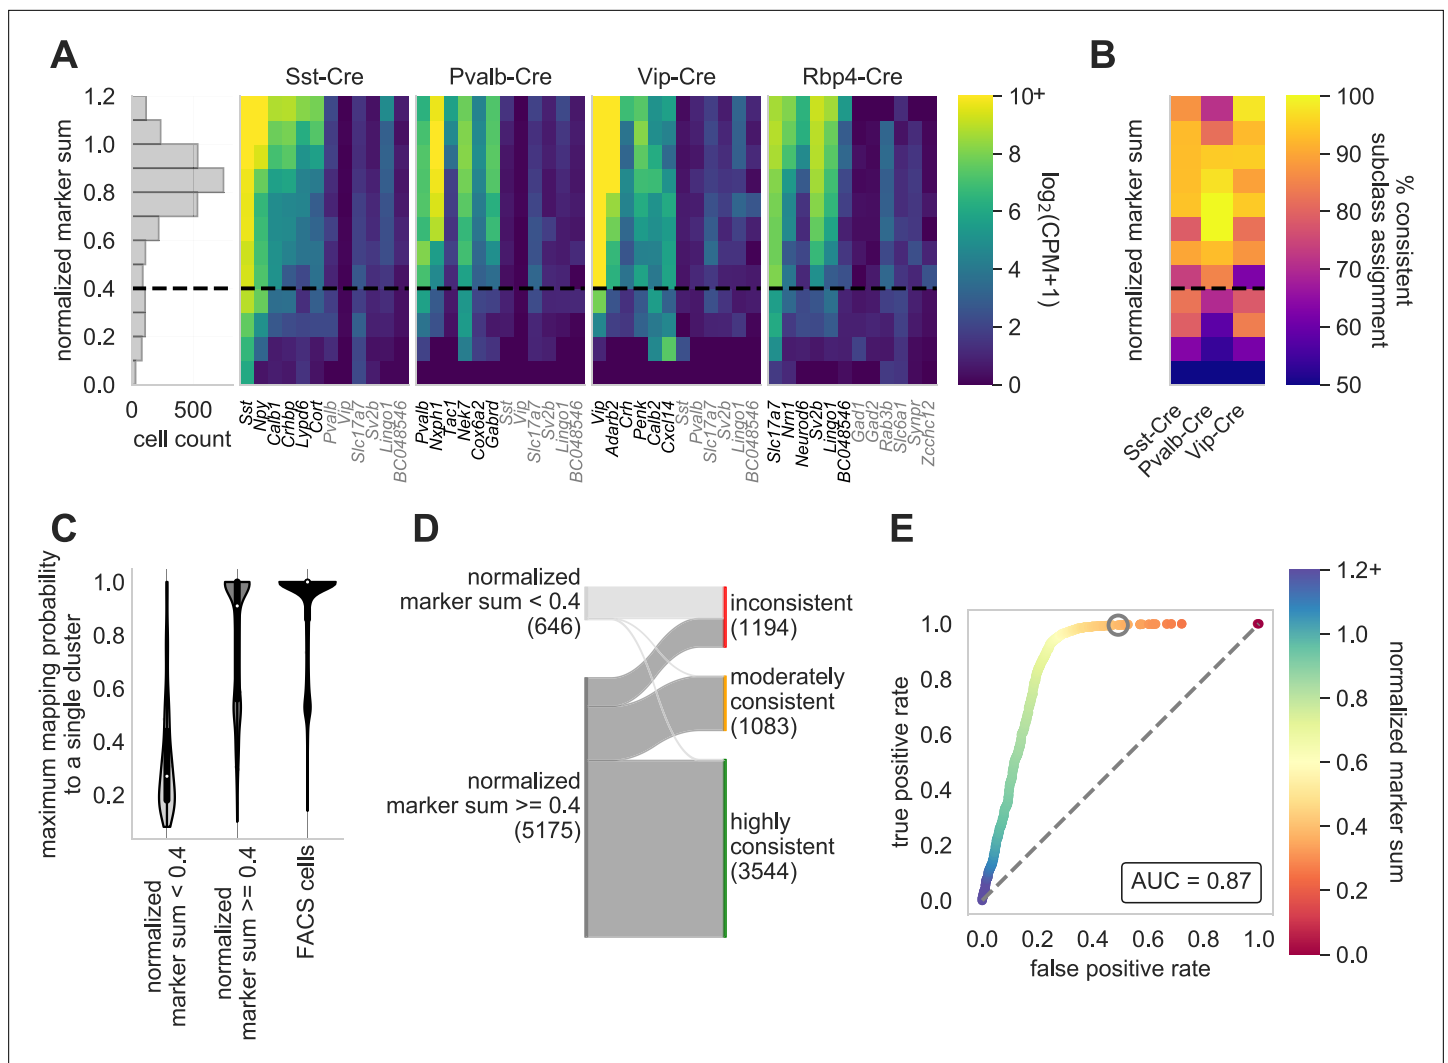 A
Sst-Cre
Pvalb-Cre
Vip-Cre
Rbp4-Cre
normalized marker sum
1.2
1.0
0.8
0.6
0.4
0.2
0.0
0
500
cell count
Sst
Npy
Calb1
Crhbp
Lypd6
Cort
Pvalb
Vip
Slc17a7
Sv2b
Lingo1
BC048546
Pvalb
Nxph1
Tac1
Nek7
Cox6a2
Gabrd
Sst
Vip
Slc17a7
Sv2b
Lingo1
BC048546
Vip
Adarb2
Crh
Penk
Calb2
Cxcl14
Sst
Pvalb
Slc17a7
Sv2b
Lingo1
BC048546
Slc17a7
Nrn1
Neurod6
Sv2b
Lingo1
BC048546
Gad1
Gad2
Rab3b
Slc6a1
Synpr
Zcchc12
10+
8
6
4
2
0
log2(CPM+1)
B
normalized marker sum
Sst-Cre
Pvalb-Cre
Vip-Cre
100
90
80
70
60
50
% consistent
subclass assignment
C
maximum mapping probability
to a single cluster
1.0
0.8
0.6
0.4
0.2
normalized
marker sum < 0.4
normalized
marker sum >= 0.4
FACS cells
D
normalized
marker sum < 0.4
(646)
normalized
marker sum >= 0.4
(5175)
inconsistent
(1194)
moderately
consistent
(1083)
highly
consistent
(3544)
E
true positive rate
1.0
0.8
0.6
0.4
0.2
0.0
0.0
0.2
0.4
0.6
0.8
1.0
false positive rate
AUC = 0.87
1.2+
1.0
0.8
0.6
0.4
0.2
0.0
normalized marker sum